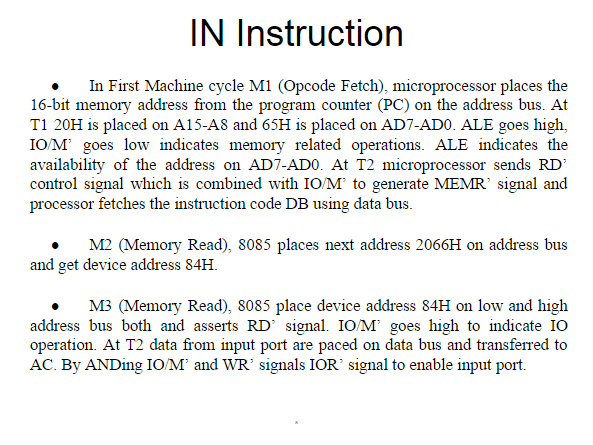 IN Instruction
● In First Machine cycle M1 (Opcode Fetch), microprocessor places the
16-bit memory address from the program counter (PC) on the address bus. At
T1 20H is placed on A15-A8 and 65H is placed on AD7-AD0. ALE goes high,
IO/M’ goes low indicates memory related operations. ALE indicates the
availability of the address on AD7-AD0. At T2 microprocessor sends RD’
control signal which is combined with IO/M’ to generate MEMR’ signal and
processor fetches the instruction code DB using data bus.
● M2 (Memory Read), 8085 places next address 2066H on address bus
and get device address 84H.
● M3 (Memory Read), 8085 place device address 84H on low and high
address bus both and asserts RD’ signal. IO/M’ goes high to indicate IO
operation. At T2 data from input port are paced on data bus and transferred to
AC. By ANDing IO/M’ and WR’ signals IOR’ signal to enable input port.